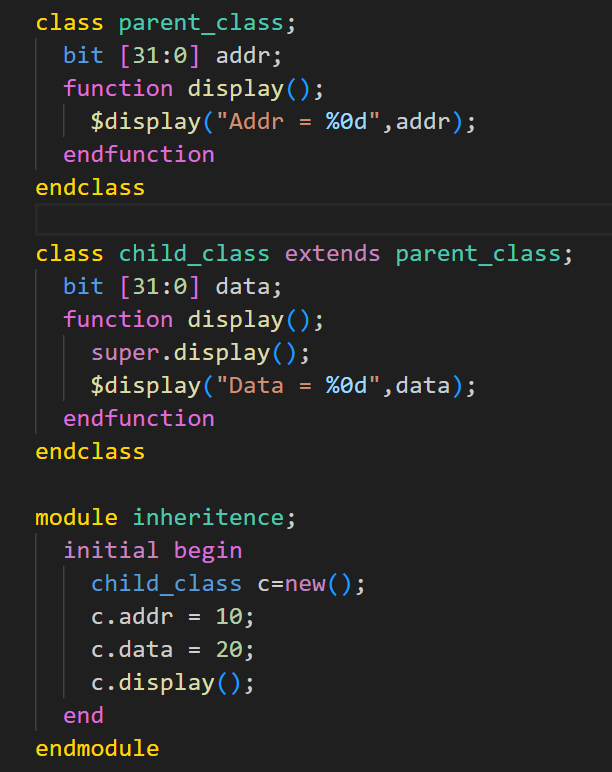 class parent_class;
  bit [31:0] addr;
  function display();
    $display("Addr = %0d",addr);
  endfunction
endclass

class child_class extends parent_class;
  bit [31:0] data;
  function display();
    super.display();
    $display("Data = %0d",data);
  endfunction
endclass

module inheritence;
  initial begin
    child_class c=new();
    c.addr = 10;
    c.data = 20;
    c.display();
  end
endmodule